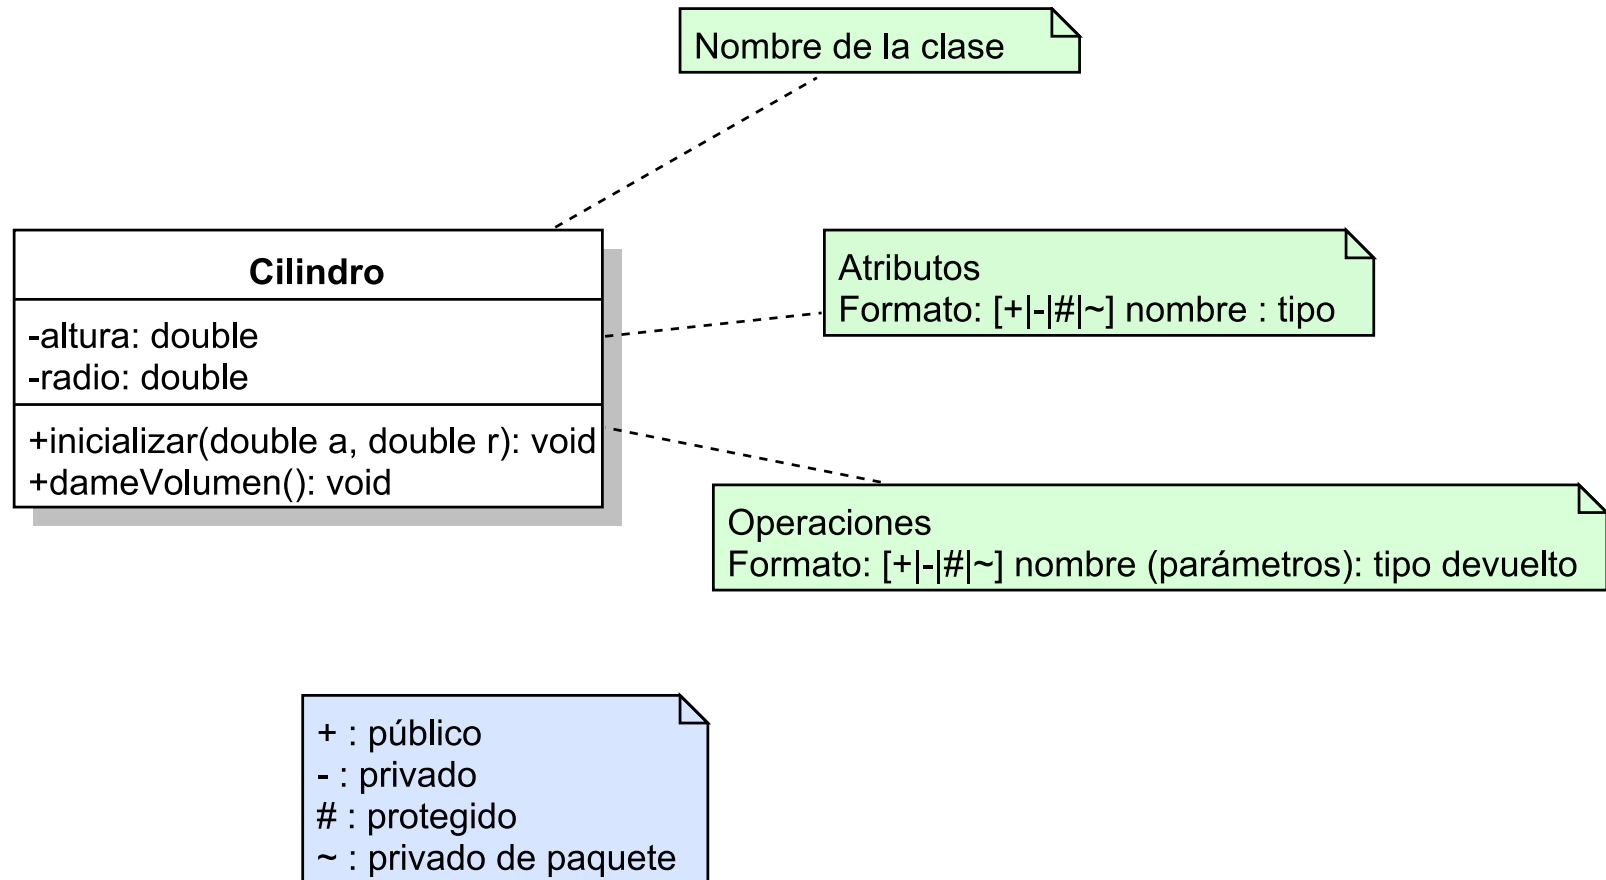 Nombre de la clase
Cilindro
-altura: double
-radio: double
+inicializar(double a, double r): void
+dameVolumen(): void
Atributos
Formato: [+|-|#|~] nombre : tipo
Operaciones
Formato: [+|-|#|~] nombre (parámetros): tipo devuelto
+ : público
- : privado
# : protegido
~ : privado de paquete